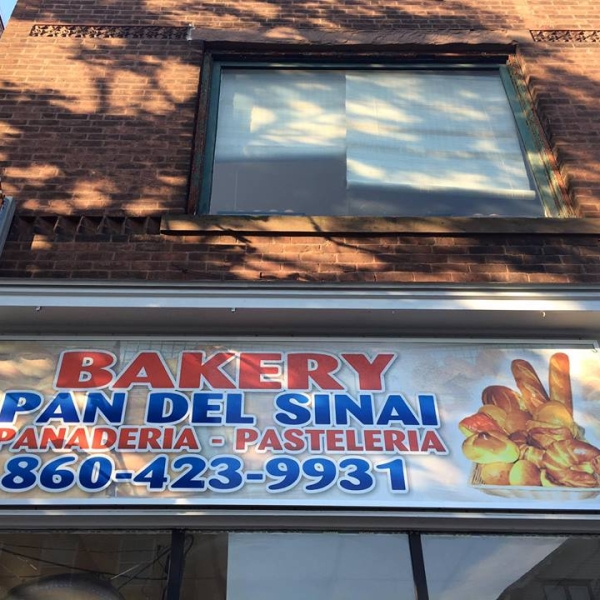 BAKERY
PAN DEL SINAI
PANADERIA - PASTELERIA
860-423-9931